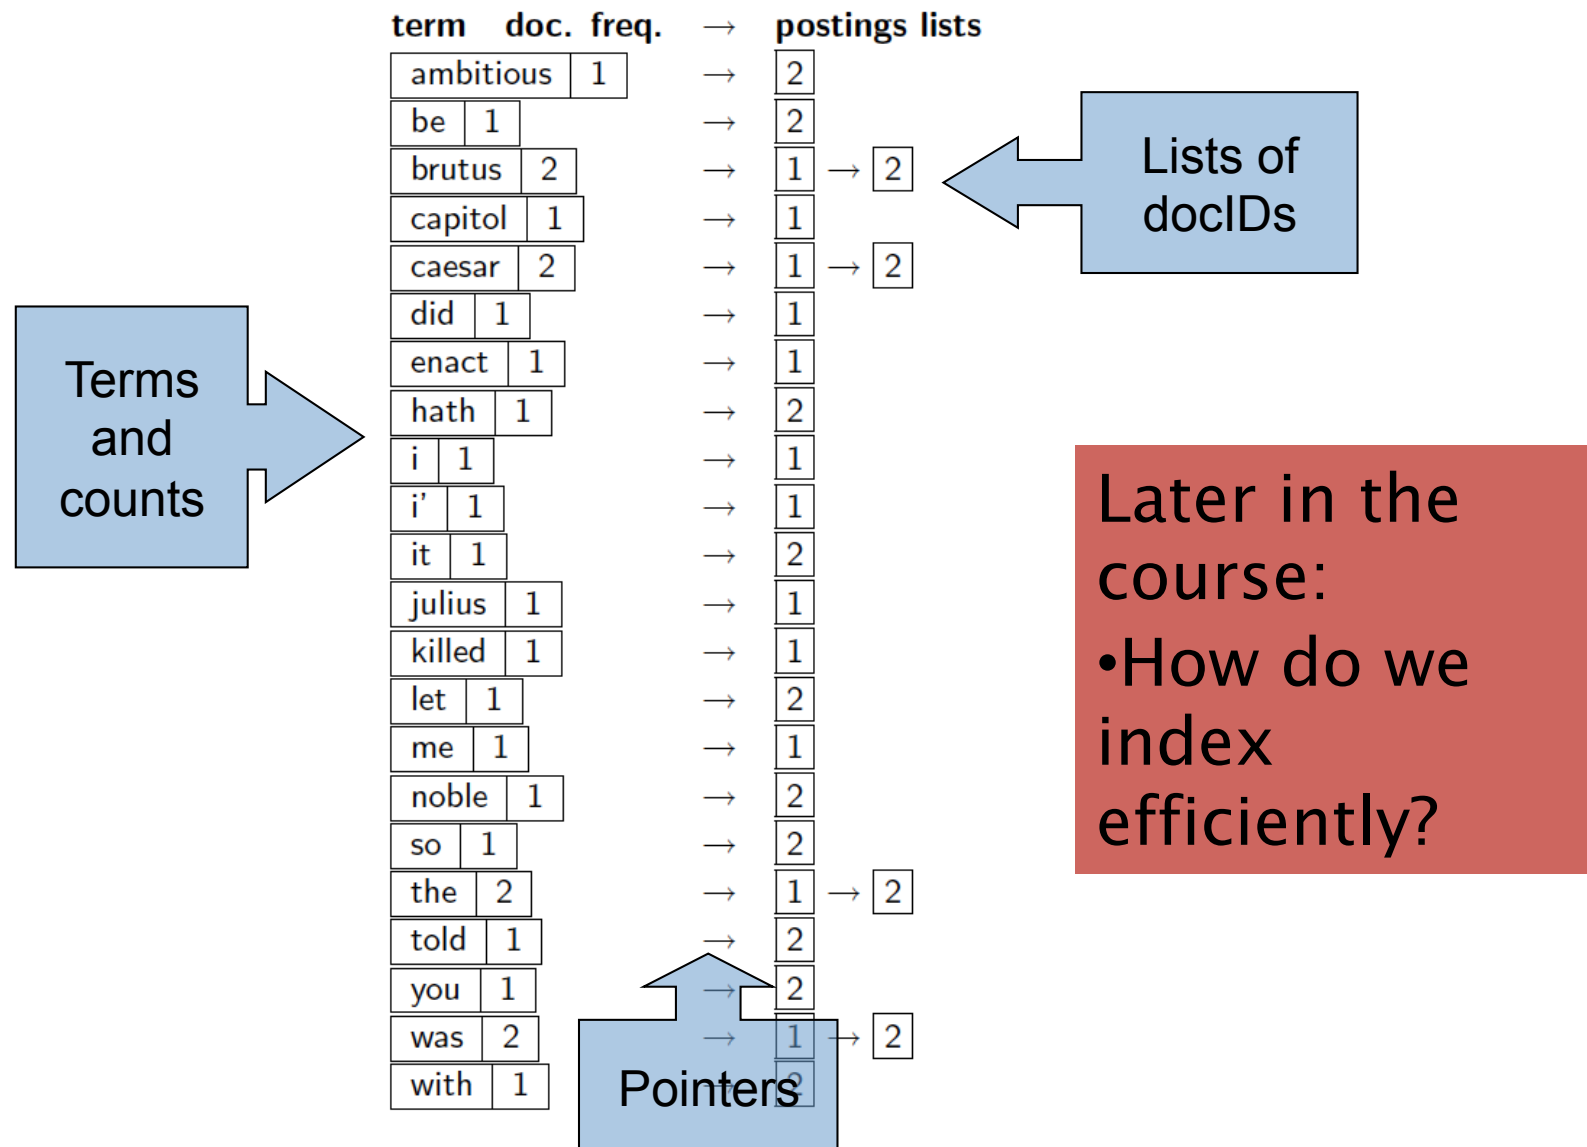 term doc. freq. → postings lists
ambitious 1 → 2
be 1 → 2
brutus 2 → 1 → 2
capitol 1 → 1
caesar 2 → 1 → 2
did 1 → 1
enact 1 → 1
hath 1 → 2
i 1 → 1
i' 1 → 1
it 1 → 2
julius 1 → 1
killed 1 → 1
let 1 → 2
me 1 → 1
noble 1 → 2
so 1 → 2
the 2 → 1 → 2
told 1 → 2
you 1 → 2
was 2 → 1 → 2
with 1 → 2
Terms
and
counts
Lists of
docIDs
Pointers
Later in the
course:
•How do we
index
efficiently?